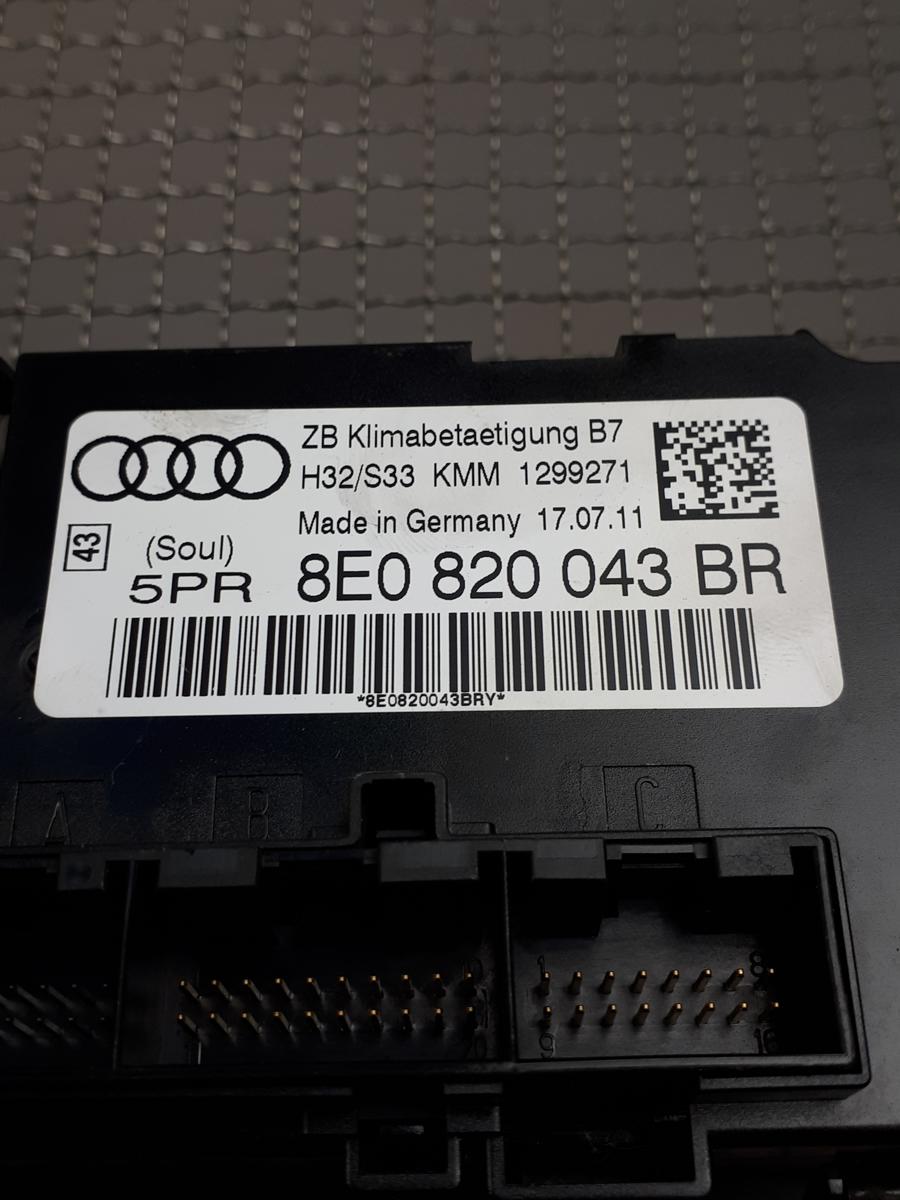 ZB Klimabetaetigung B7
H32/S33 KMM 1299271
Made in Germany 17.07.11
43
(Soul)
5PR 8E0 820 043 BR
*8E0820043BRY*
A B C
1 8
9 16